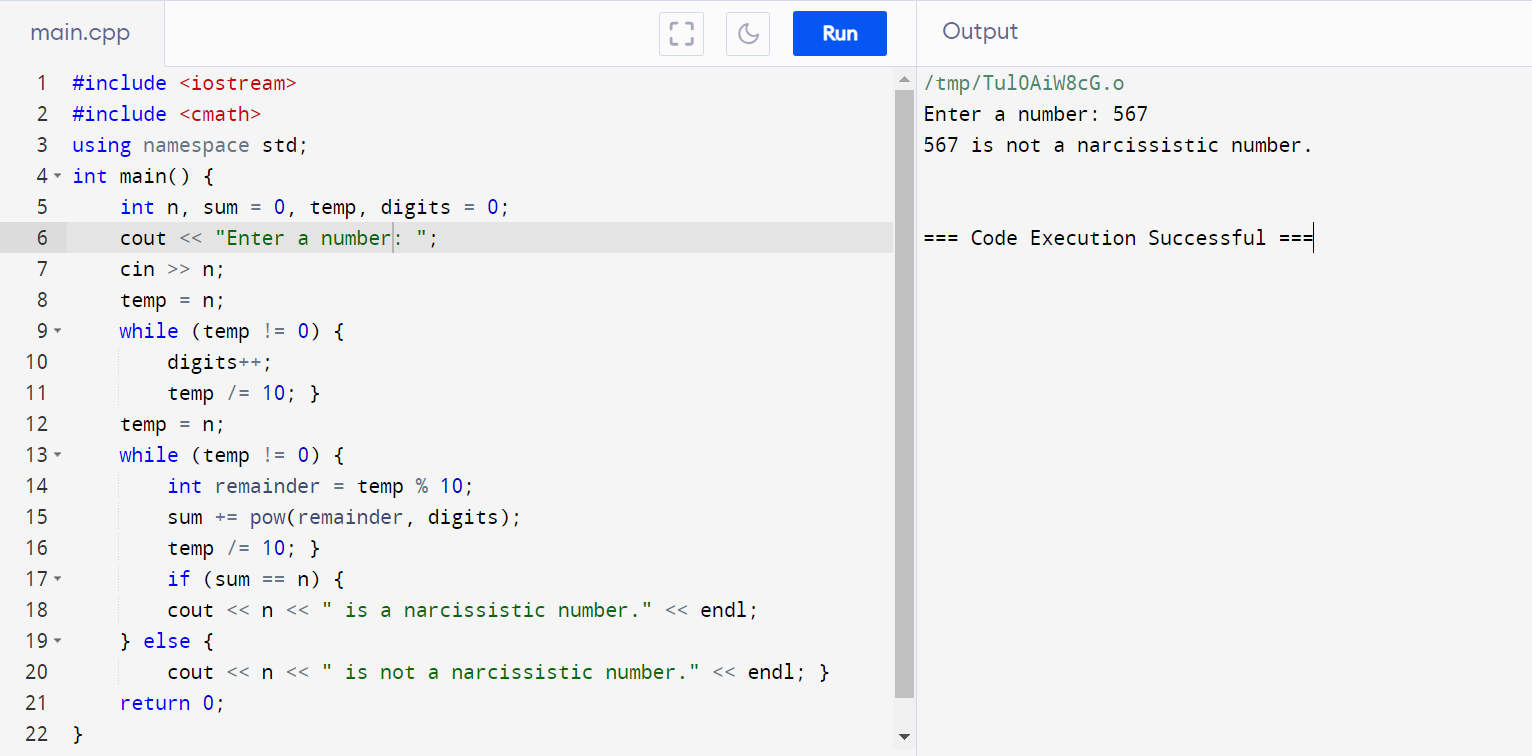 main.cpp
Run
Output
1 #include <iostream>
2 #include <cmath>
3 using namespace std;
4 int main() {
5     int n, sum = 0, temp, digits = 0;
6     cout << "Enter a number: ";
7     cin >> n;
8     temp = n;
9     while (temp != 0) {
10         digits++;
11         temp /= 10; }
12     temp = n;
13     while (temp != 0) {
14         int remainder = temp % 10;
15         sum += pow(remainder, digits);
16         temp /= 10; }
17         if (sum == n) {
18         cout << n << " is a narcissistic number." << endl;
19     } else {
20         cout << n << " is not a narcissistic number." << endl; }
21     return 0;
22 }
/tmp/TulOAiW8cG.o
Enter a number: 567
567 is not a narcissistic number.
=== Code Execution Successful ===